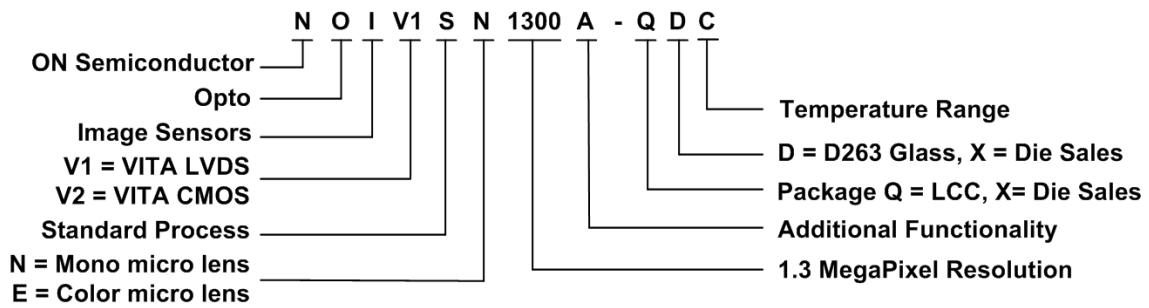 N O I V1 S N 1300 A - Q D C
ON Semiconductor
Opto
Image Sensors
V1 = VITA LVDS
V2 = VITA CMOS
Standard Process
N = Mono micro lens
E = Color micro lens
Temperature Range
D = D263 Glass, X = Die Sales
Package Q = LCC, X= Die Sales
Additional Functionality
1.3 MegaPixel Resolution